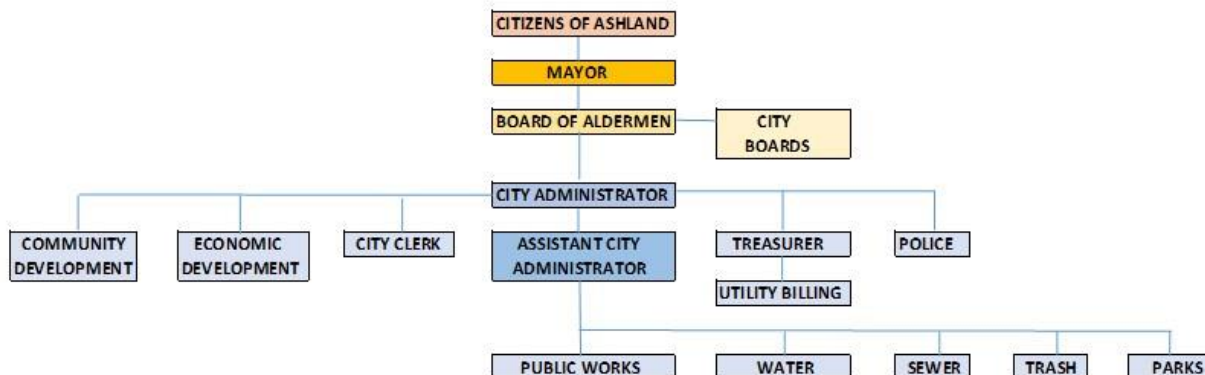 CITIZENS OF ASHLAND
MAYOR
BOARD OF ALDERMEN
CITY
BOARDS
CITY ADMINISTRATOR
COMMUNITY
DEVELOPMENT
ECONOMIC
DEVELOPMENT
CITY CLERK
ASSISTANT CITY
ADMINISTRATOR
TREASURER
POLICE
UTILITY BILLING
PUBLIC WORKS
WATER
SEWER
TRASH
PARKS